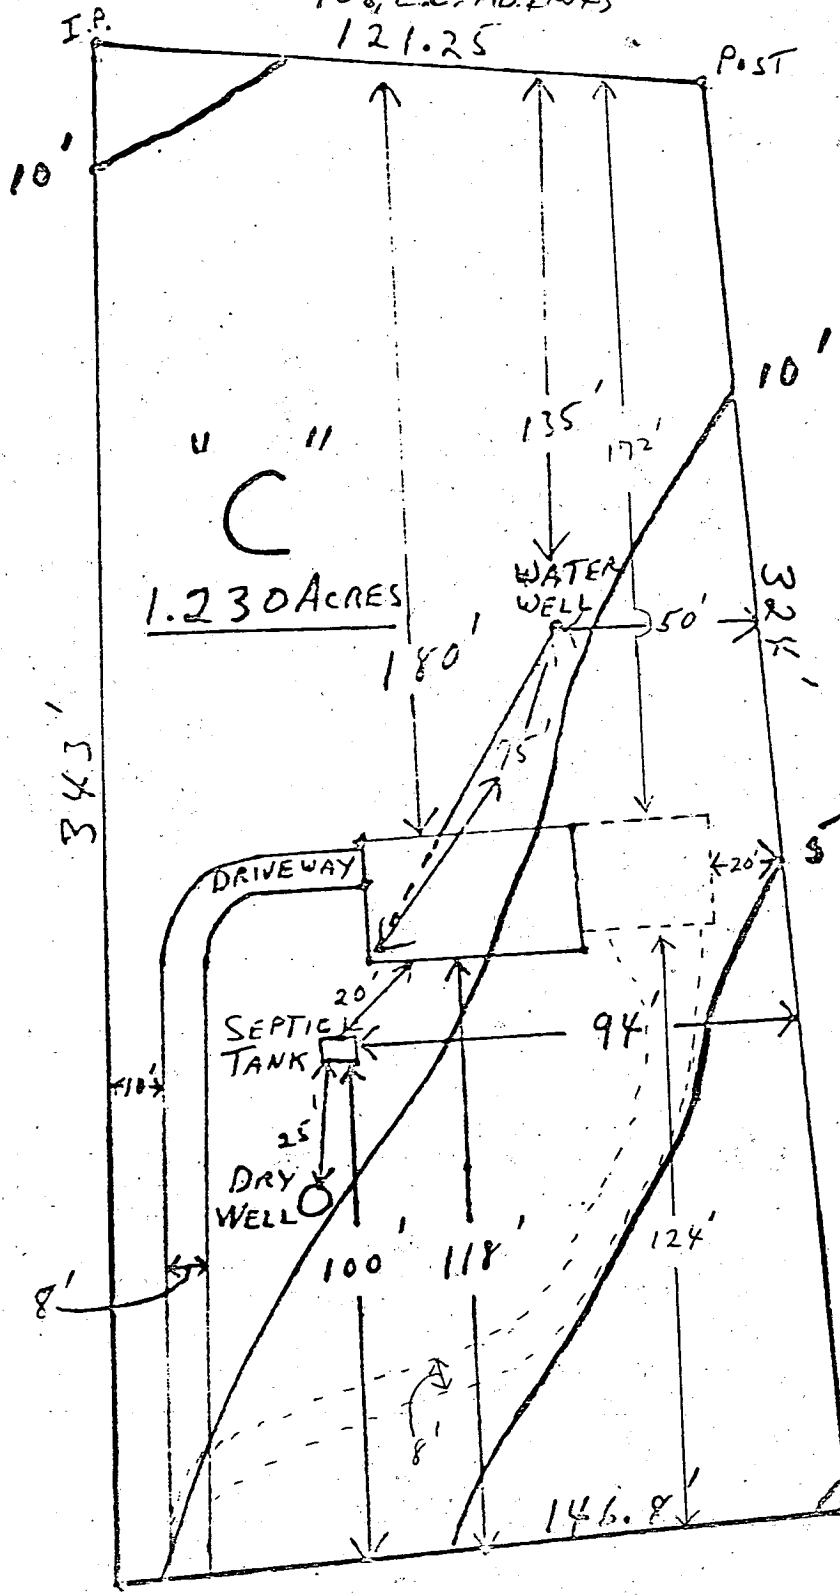 I.P.
121.25
POST
10'
10'
135'
172'
"C"
1.230 ACRES
WATER
WELL
50'
180'
75'
343'
DRIVEWAY
20'
20'
SEPTIC
TANK
94'
10'
25'
DRY
WELL
100'
118'
124'
8'
8'
146.8'